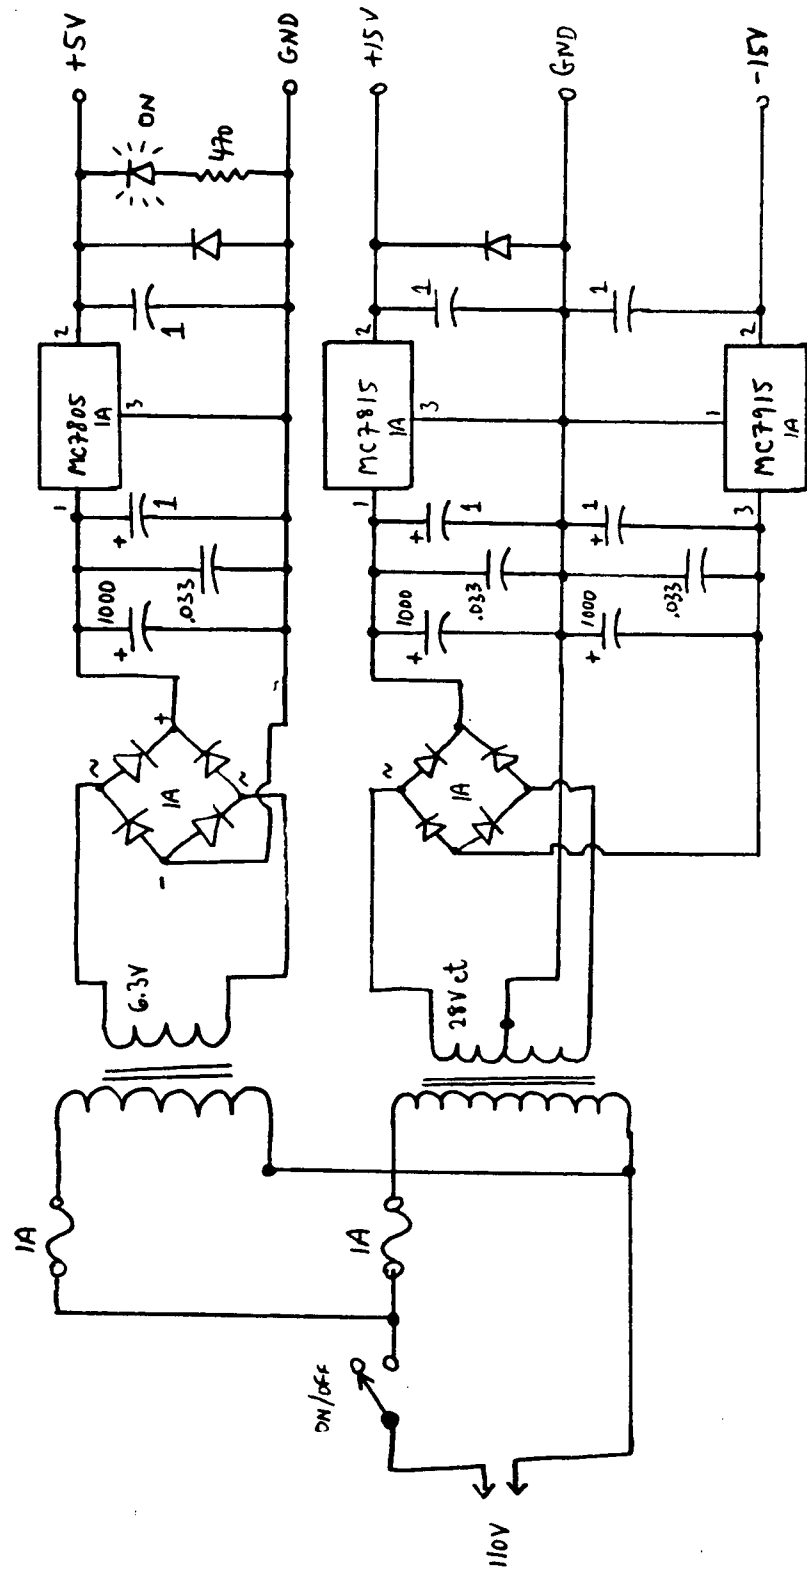 110V
ON/OFF
1A
1A
6.3V
28V ct
~
1A
+
-
~
~
1A
1000
+
.033
+
1
1
MC7805
1A
2
3
1
ON
470
+5V
GND
1000
+
.033
+
1
1
MC7815
1A
2
3
1
+15V
GND
1000
+
.033
+
1
3
MC7915
1A
1
2
1
-15V